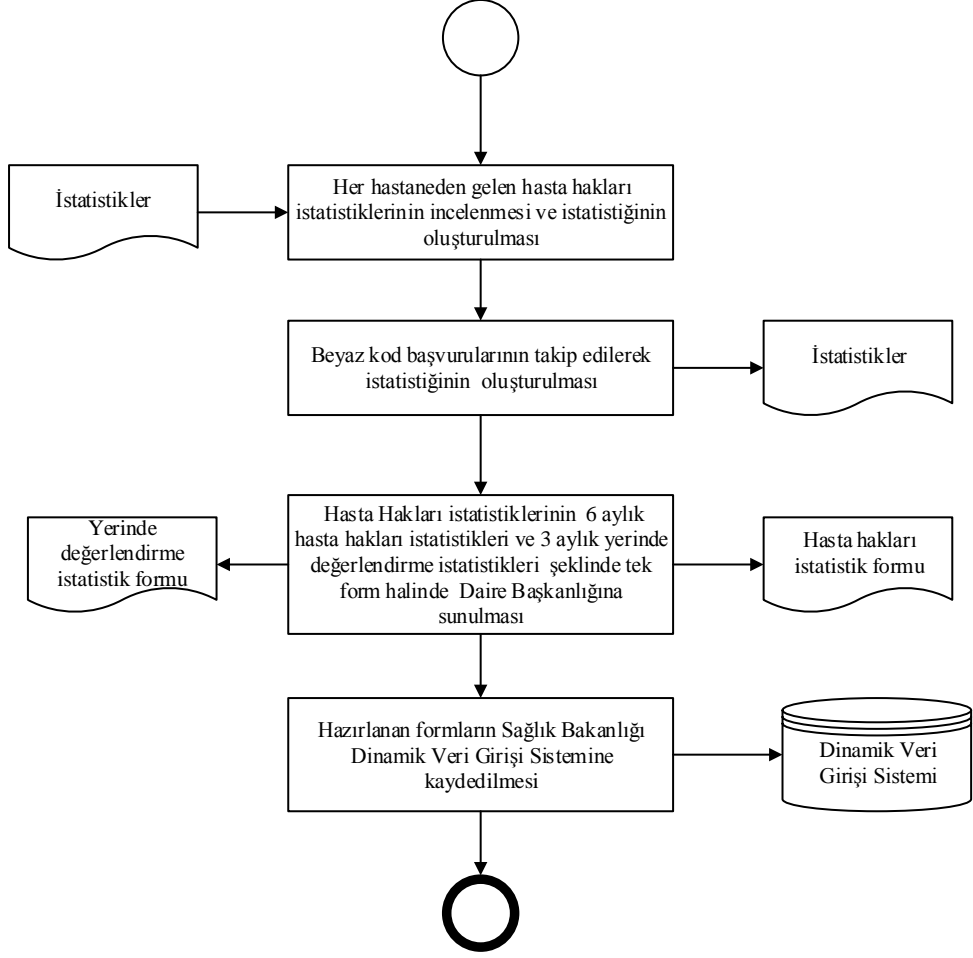 İstatistikler
Her hastaneden gelen hasta hakları
istatistiklerinin incelenmesi ve istatistiğinin
oluşturulması
Beyaz kod başvurularının takip edilerek
istatistiğinin oluşturulması
İstatistikler
Yerinde
değerlendirme
istatistik formu
Hasta Hakları istatistiklerinin 6 aylık
hasta hakları istatistikleri ve 3 aylık yerinde
değerlendirme istatistikleri şeklinde tek
form halinde Daire Başkanlığına
sunulması
Hasta hakları
istatistik formu
Hazırlanan formların Sağlık Bakanlığı
Dinamik Veri Girişi Sistemine
kaydedilmesi
Dinamik Veri
Girişi Sistemi